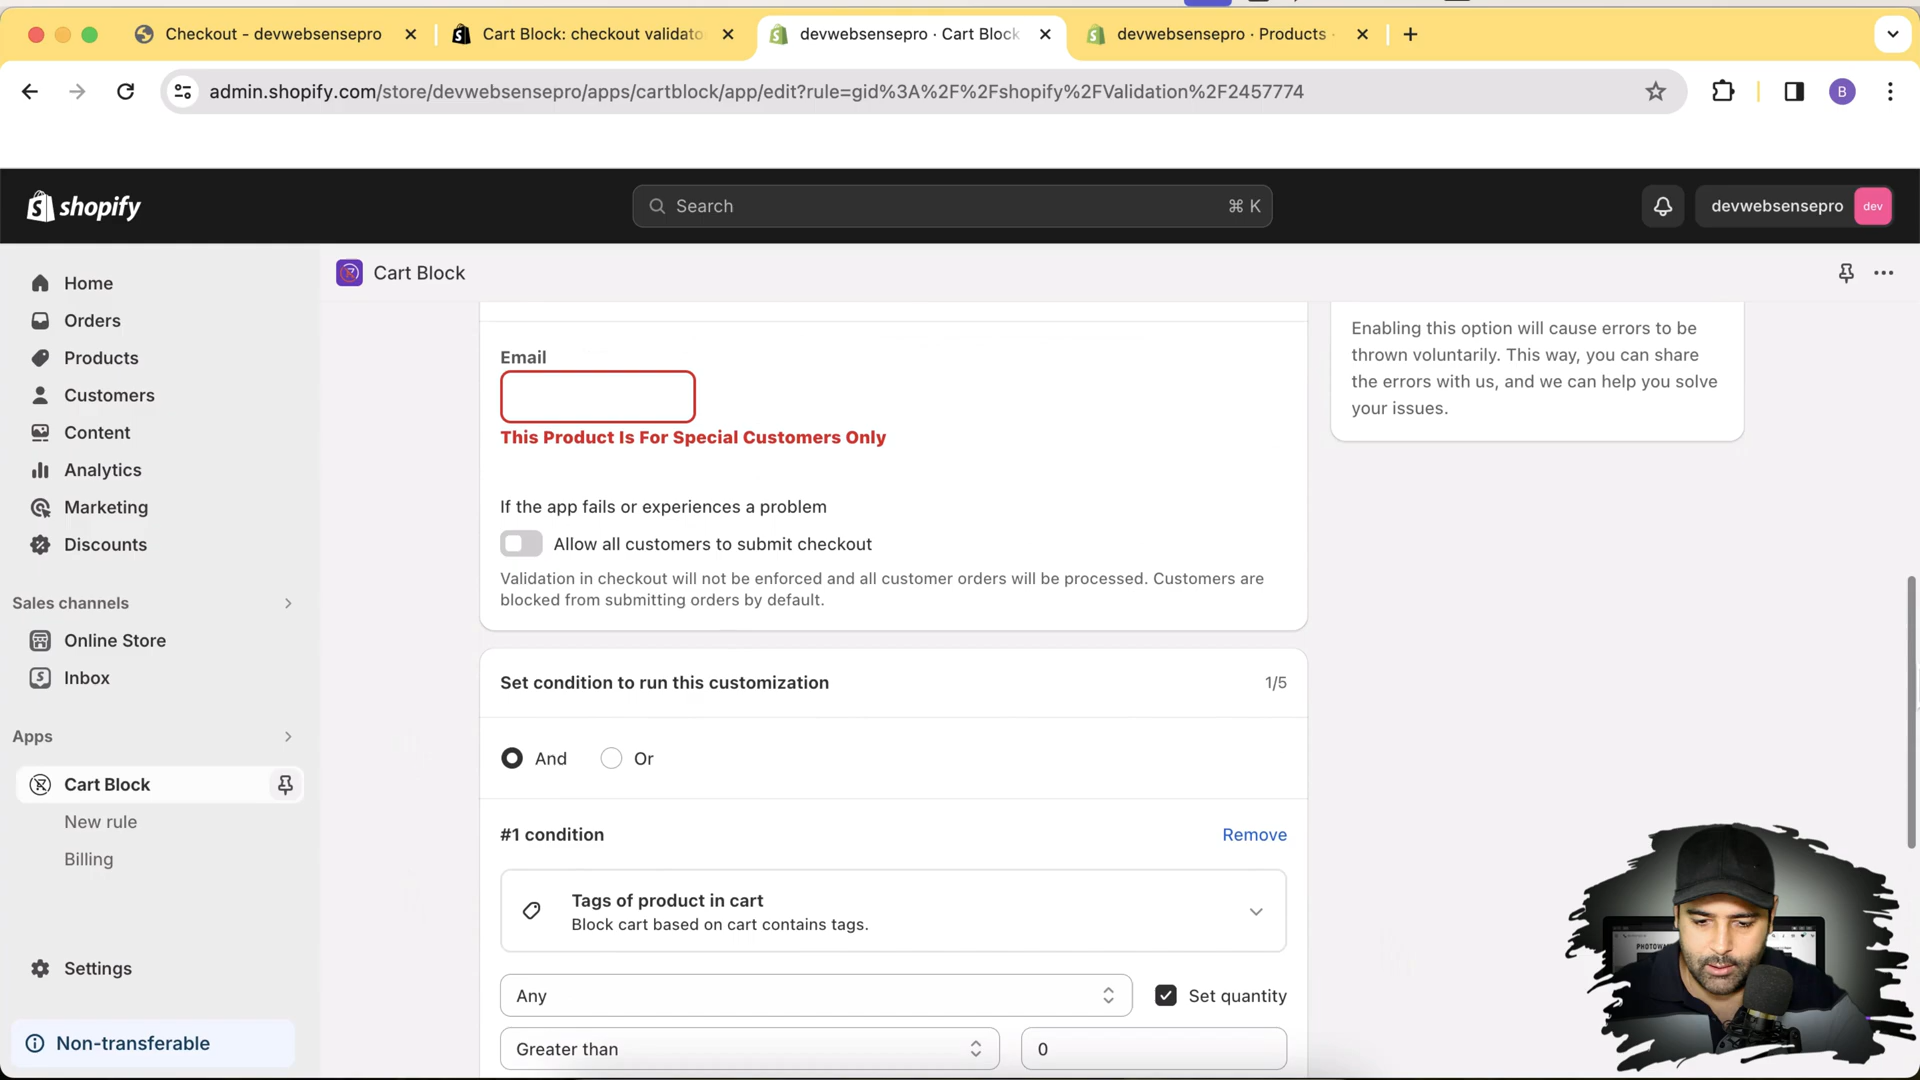 Checkout - devwebsensepro
Cart Block: checkout validato
devwebsensepro · Cart Block
devwebsensepro · Products ·
admin.shopify.com/store/devwebsensepro/apps/cartblock/app/edit?rule=gid%3A%2F%2Fshopify%2FValidation%2F2457774
B
shopify
Search
⌘ K
devwebsensepro
dev
Home
Orders
Products
Customers
Content
Analytics
Marketing
Discounts
Sales channels
Online Store
Inbox
Apps
Cart Block
New rule
Billing
Settings
Non-transferable
Cart Block
Email
This Product Is For Special Customers Only
If the app fails or experiences a problem
Allow all customers to submit checkout
Validation in checkout will not be enforced and all customer orders will be processed. Customers are
blocked from submitting orders by default.
Set condition to run this customization
1/5
And
Or
#1 condition
Remove
Tags of product in cart
Block cart based on cart contains tags.
Any
Set quantity
Greater than
0
Enabling this option will cause errors to be
thrown voluntarily. This way, you can share
the errors with us, and we can help you solve
your issues.